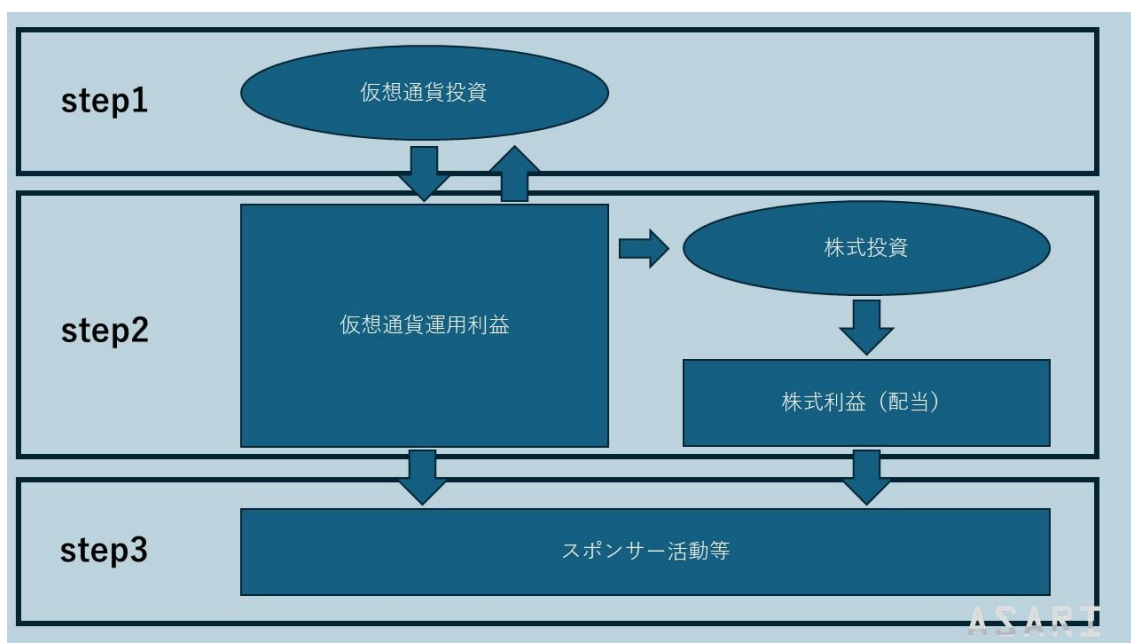 step1
仮想通貨投資
step2
仮想通貨運用利益
株式投資
株式利益（配当）
step3
スポンサー活動等
ASARI